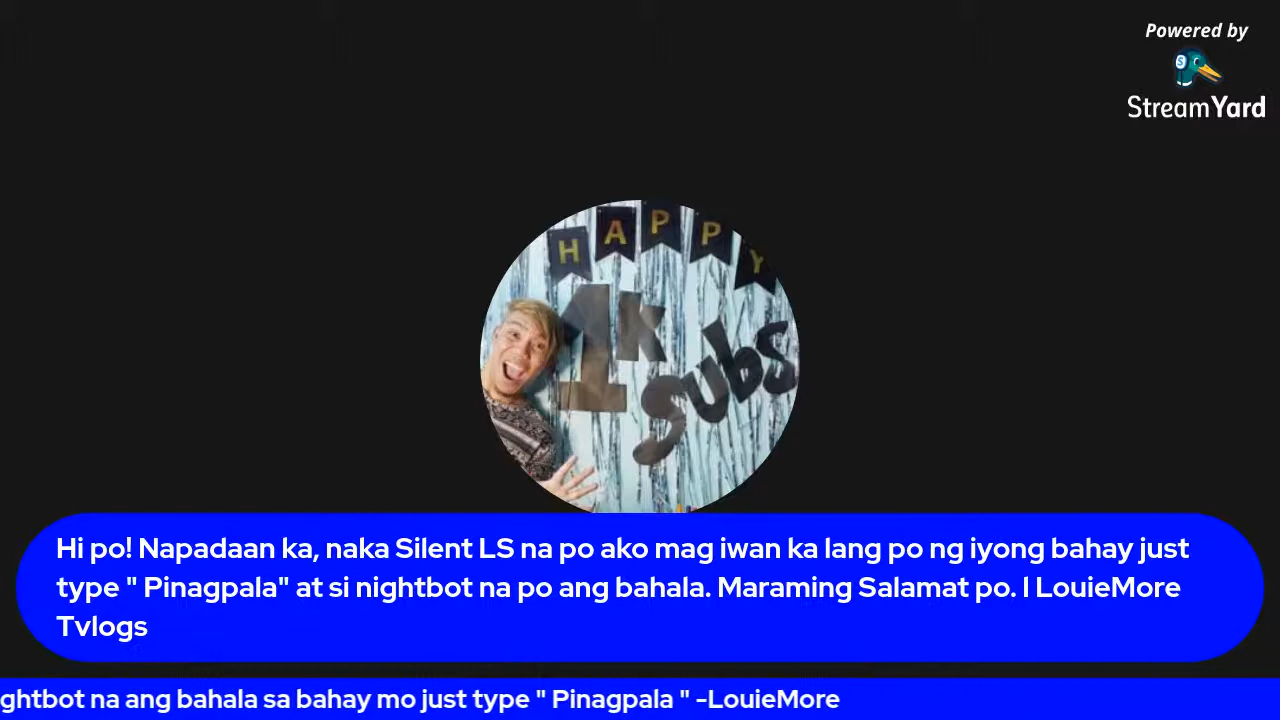 Powered by
StreamYard
HAPPY
1k
subs
Hi po! Napadaan ka, naka Silent LS na po ako mag iwan ka lang po ng iyong bahay just
type " Pinagpala" at si nightbot na po ang bahala. Maraming Salamat po. l LouieMore
Tvlogs
ghtbot na ang bahala sa bahay mo just type " Pinagpala " -LouieMore